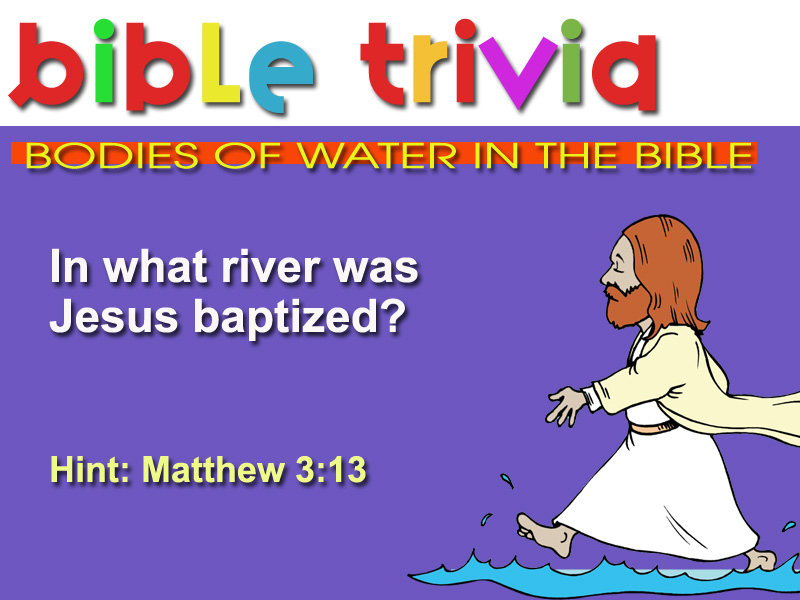 bible trivia
BODIES OF WATER IN THE BIBLE
In what river was
Jesus baptized?
Hint: Matthew 3:13